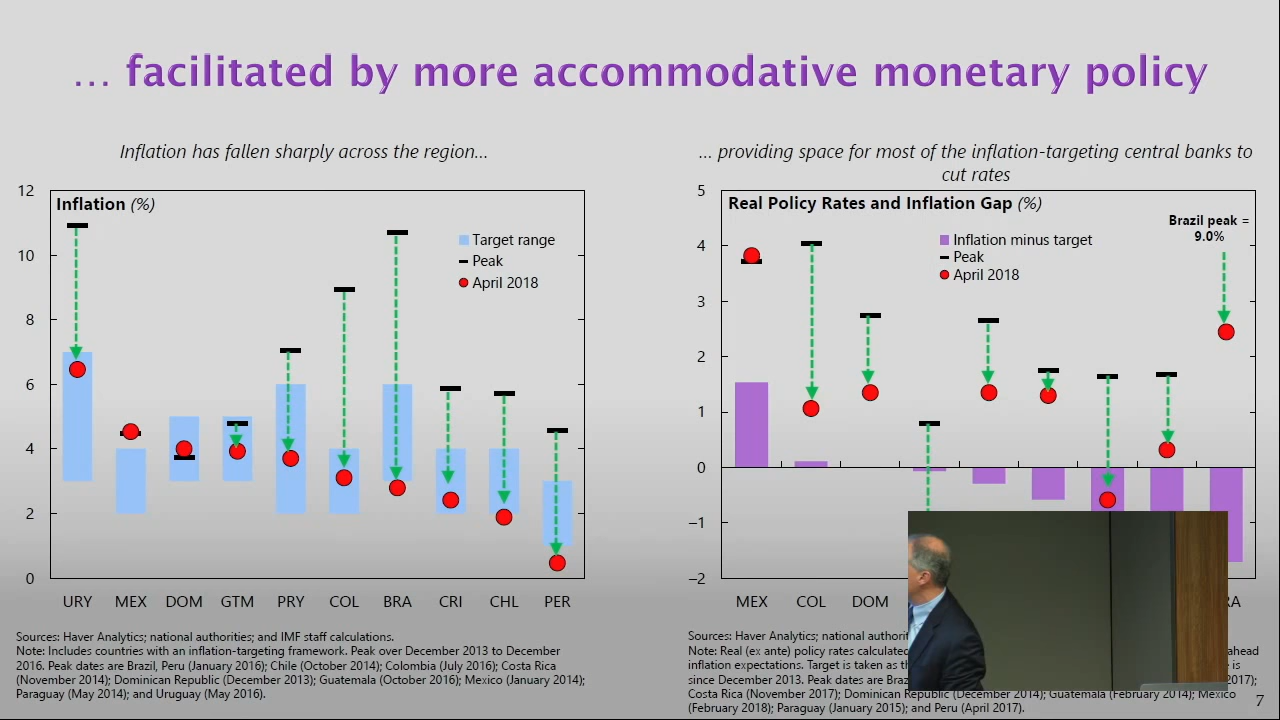 … facilitated by more accommodative monetary policy
Inflation has fallen sharply across the region…
… providing space for most of the inflation-targeting central banks to
cut rates
Inflation (%)
Target range
Peak
April 2018
12
10
8
6
4
2
0
URY MEX DOM GTM PRY COL BRA CRI CHL PER
Sources: Haver Analytics; national authorities; and IMF staff calculations.
Note: Includes countries with an inflation-targeting framework. Peak over December 2013 to December
2016. Peak dates are Brazil, Peru (January 2016); Chile (October 2014); Colombia (July 2016); Costa Rica
(November 2014); Dominican Republic (December 2013); Guatemala (October 2016); Mexico (January 2014);
Paraguay (May 2014); and Uruguay (May 2016).
Real Policy Rates and Inflation Gap (%)
Brazil peak =
9.0%
Inflation minus target
Peak
April 2018
5
4
3
2
1
0
–1
–2
MEX COL DOM RA
Sources: Haver Analytics; national authorit
Note: Real (ex ante) policy rates calculated ahead
inflation expectations. Target is taken as th e is
since December 2013. Peak dates are Braz 2017);
Costa Rica (November 2017); Dominican Republic (December 2014); Guatemala (February 2014); Mexico
(February 2018); Paraguay (January 2015); and Peru (April 2017).
7